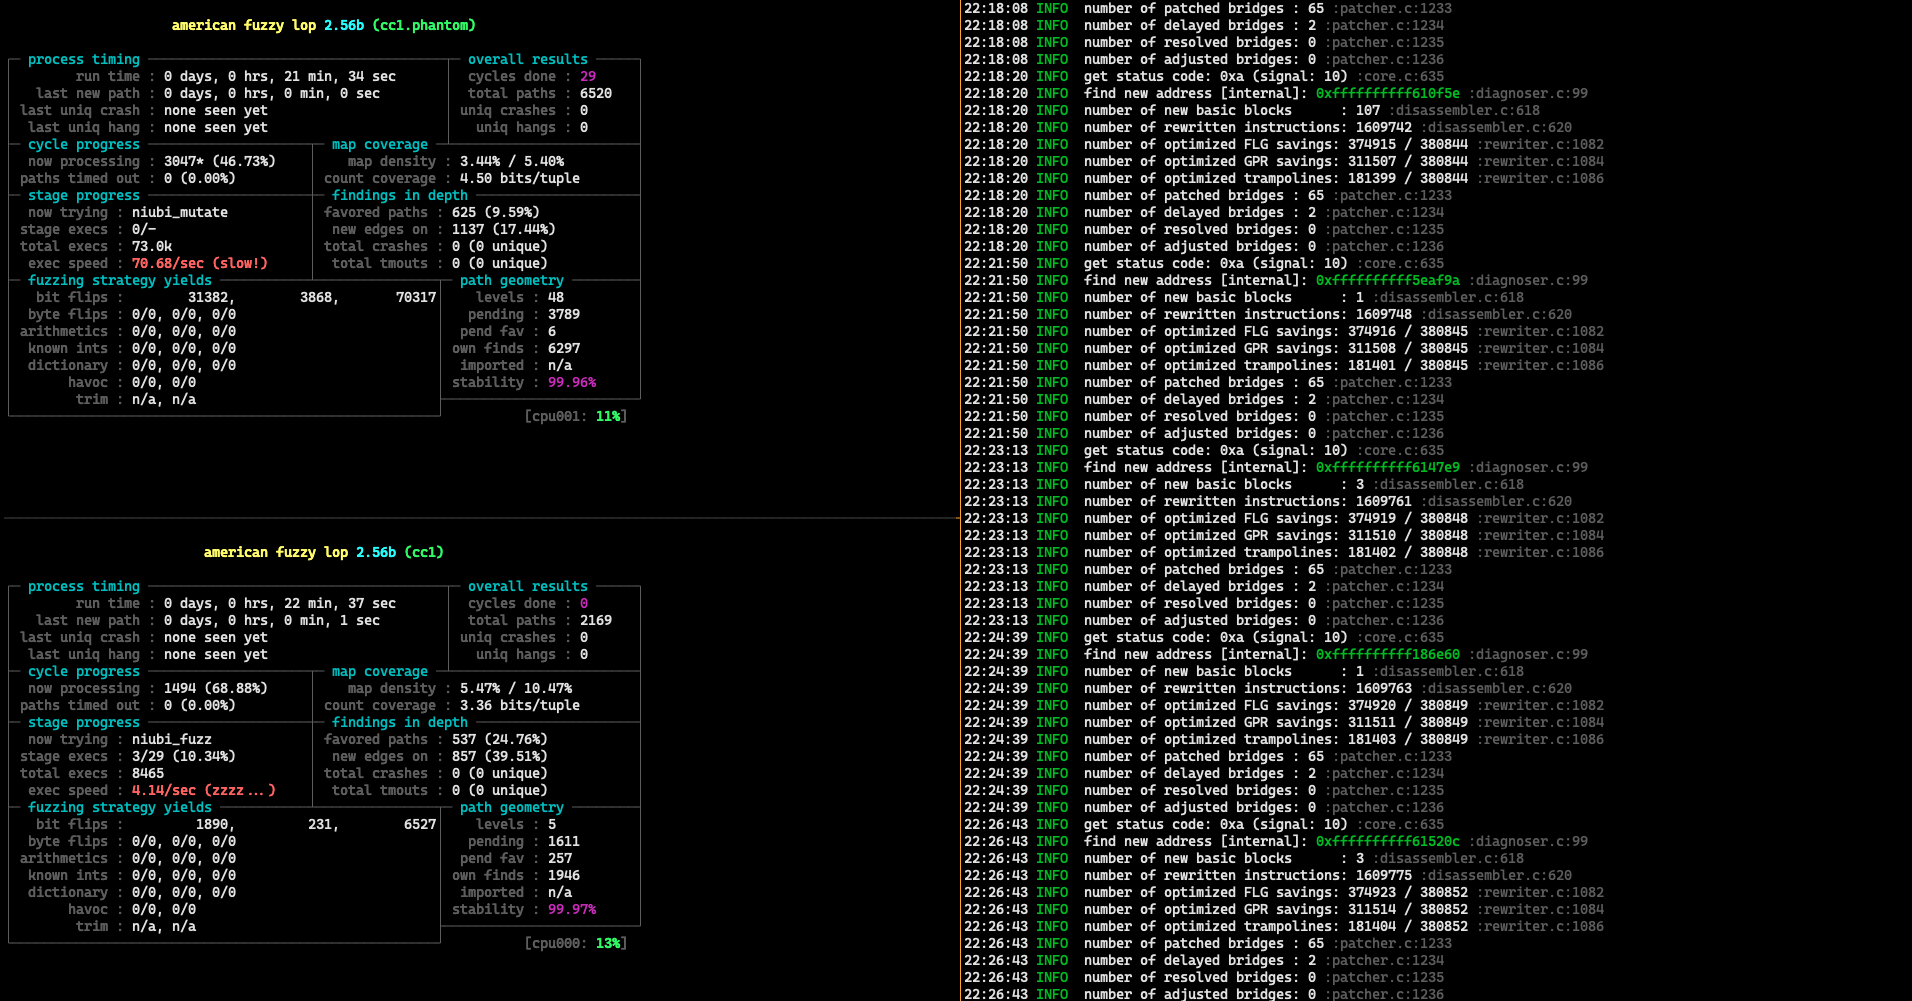 american fuzzy lop 2.56b (cc1.phantom)
process timing
overall results
run time : 0 days, 0 hrs, 21 min, 34 sec
cycles done : 29
last new path : 0 days, 0 hrs, 0 min, 0 sec
total paths : 6520
last uniq crash : none seen yet
uniq crashes : 0
last uniq hang : none seen yet
uniq hangs : 0
cycle progress
map coverage
now processing : 3047* (46.73%)
map density : 3.44% / 5.40%
paths timed out : 0 (0.00%)
count coverage : 4.50 bits/tuple
stage progress
findings in depth
now trying : niubi_mutate
favored paths : 625 (9.59%)
stage execs : 0/-
new edges on : 1137 (17.44%)
total execs : 73.0k
total crashes : 0 (0 unique)
exec speed : 70.68/sec (slow!)
total tmouts : 0 (0 unique)
fuzzing strategy yields
path geometry
bit flips : 31382, 3868, 70317
levels : 48
byte flips : 0/0, 0/0, 0/0
pending : 3789
arithmetics : 0/0, 0/0, 0/0
pend fav : 6
known ints : 0/0, 0/0, 0/0
own finds : 6297
dictionary : 0/0, 0/0, 0/0
imported : n/a
havoc : 0/0, 0/0
stability : 99.96%
trim : n/a, n/a
[cpu001: 11%]
american fuzzy lop 2.56b (cc1)
process timing
overall results
run time : 0 days, 0 hrs, 22 min, 37 sec
cycles done : 0
last new path : 0 days, 0 hrs, 0 min, 1 sec
total paths : 2169
last uniq crash : none seen yet
uniq crashes : 0
last uniq hang : none seen yet
uniq hangs : 0
cycle progress
map coverage
now processing : 1494 (68.88%)
map density : 5.47% / 10.47%
paths timed out : 0 (0.00%)
count coverage : 3.36 bits/tuple
stage progress
findings in depth
now trying : niubi_fuzz
favored paths : 537 (24.76%)
stage execs : 3/29 (10.34%)
new edges on : 857 (39.51%)
total execs : 8465
total crashes : 0 (0 unique)
exec speed : 4.14/sec (zzzz...)
total tmouts : 0 (0 unique)
fuzzing strategy yields
path geometry
bit flips : 1890, 231, 6527
levels : 5
byte flips : 0/0, 0/0, 0/0
pending : 1611
arithmetics : 0/0, 0/0, 0/0
pend fav : 257
known ints : 0/0, 0/0, 0/0
own finds : 1946
dictionary : 0/0, 0/0, 0/0
imported : n/a
havoc : 0/0, 0/0
stability : 99.97%
trim : n/a, n/a
[cpu000: 13%]
22:18:08 INFO number of patched bridges : 65 :patcher.c:1233
22:18:08 INFO number of delayed bridges : 2 :patcher.c:1234
22:18:08 INFO number of resolved bridges: 0 :patcher.c:1235
22:18:08 INFO number of adjusted bridges: 0 :patcher.c:1236
22:18:20 INFO get status code: 0xa (signal: 10) :core.c:635
22:18:20 INFO find new address [internal]: 0xffffffffff610f5e :diagnoser.c:99
22:18:20 INFO number of new basic blocks : 107 :disassembler.c:618
22:18:20 INFO number of rewritten instructions: 1609742 :disassembler.c:620
22:18:20 INFO number of optimized FLG savings: 374915 / 380844 :rewriter.c:1082
22:18:20 INFO number of optimized GPR savings: 311507 / 380844 :rewriter.c:1084
22:18:20 INFO number of optimized trampolines: 181399 / 380844 :rewriter.c:1086
22:18:20 INFO number of patched bridges : 65 :patcher.c:1233
22:18:20 INFO number of delayed bridges : 2 :patcher.c:1234
22:18:20 INFO number of resolved bridges: 0 :patcher.c:1235
22:18:20 INFO number of adjusted bridges: 0 :patcher.c:1236
22:21:50 INFO get status code: 0xa (signal: 10) :core.c:635
22:21:50 INFO find new address [internal]: 0xffffffffff5eaf9a :diagnoser.c:99
22:21:50 INFO number of new basic blocks : 1 :disassembler.c:618
22:21:50 INFO number of rewritten instructions: 1609748 :disassembler.c:620
22:21:50 INFO number of optimized FLG savings: 374916 / 380845 :rewriter.c:1082
22:21:50 INFO number of optimized GPR savings: 311508 / 380845 :rewriter.c:1084
22:21:50 INFO number of optimized trampolines: 181401 / 380845 :rewriter.c:1086
22:21:50 INFO number of patched bridges : 65 :patcher.c:1233
22:21:50 INFO number of delayed bridges : 2 :patcher.c:1234
22:21:50 INFO number of resolved bridges: 0 :patcher.c:1235
22:21:50 INFO number of adjusted bridges: 0 :patcher.c:1236
22:23:13 INFO get status code: 0xa (signal: 10) :core.c:635
22:23:13 INFO find new address [internal]: 0xffffffffff6147e9 :diagnoser.c:99
22:23:13 INFO number of new basic blocks : 3 :disassembler.c:618
22:23:13 INFO number of rewritten instructions: 1609761 :disassembler.c:620
22:23:13 INFO number of optimized FLG savings: 374919 / 380848 :rewriter.c:1082
22:23:13 INFO number of optimized GPR savings: 311510 / 380848 :rewriter.c:1084
22:23:13 INFO number of optimized trampolines: 181402 / 380848 :rewriter.c:1086
22:23:13 INFO number of patched bridges : 65 :patcher.c:1233
22:23:13 INFO number of delayed bridges : 2 :patcher.c:1234
22:23:13 INFO number of resolved bridges: 0 :patcher.c:1235
22:23:13 INFO number of adjusted bridges: 0 :patcher.c:1236
22:24:39 INFO get status code: 0xa (signal: 10) :core.c:635
22:24:39 INFO find new address [internal]: 0xffffffffff186e60 :diagnoser.c:99
22:24:39 INFO number of new basic blocks : 1 :disassembler.c:618
22:24:39 INFO number of rewritten instructions: 1609763 :disassembler.c:620
22:24:39 INFO number of optimized FLG savings: 374920 / 380849 :rewriter.c:1082
22:24:39 INFO number of optimized GPR savings: 311511 / 380849 :rewriter.c:1084
22:24:39 INFO number of optimized trampolines: 181403 / 380849 :rewriter.c:1086
22:24:39 INFO number of patched bridges : 65 :patcher.c:1233
22:24:39 INFO number of delayed bridges : 2 :patcher.c:1234
22:24:39 INFO number of resolved bridges: 0 :patcher.c:1235
22:24:39 INFO number of adjusted bridges: 0 :patcher.c:1236
22:26:43 INFO get status code: 0xa (signal: 10) :core.c:635
22:26:43 INFO find new address [internal]: 0xffffffffff61520c :diagnoser.c:99
22:26:43 INFO number of new basic blocks : 3 :disassembler.c:618
22:26:43 INFO number of rewritten instructions: 1609775 :disassembler.c:620
22:26:43 INFO number of optimized FLG savings: 374923 / 380852 :rewriter.c:1082
22:26:43 INFO number of optimized GPR savings: 311514 / 380852 :rewriter.c:1084
22:26:43 INFO number of optimized trampolines: 181404 / 380852 :rewriter.c:1086
22:26:43 INFO number of patched bridges : 65 :patcher.c:1233
22:26:43 INFO number of delayed bridges : 2 :patcher.c:1234
22:26:43 INFO number of resolved bridges: 0 :patcher.c:1235
22:26:43 INFO number of adjusted bridges: 0 :patcher.c:1236